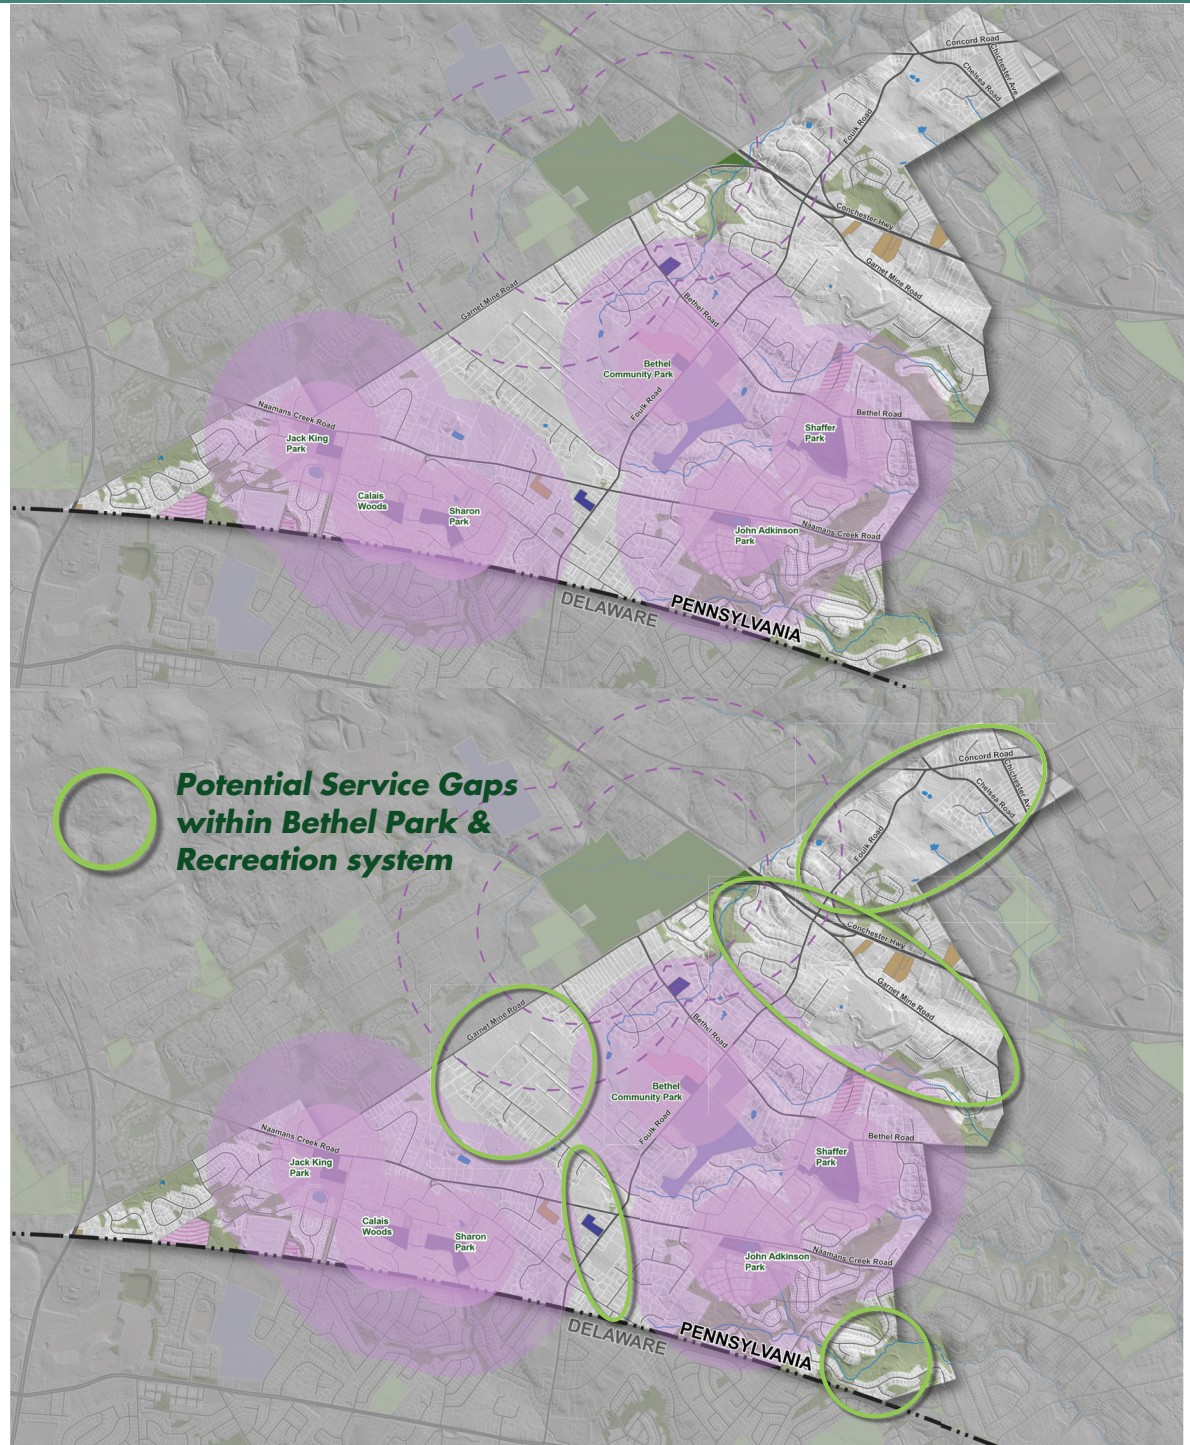 Concord Road
Chichester Ave
Chelsea Road
Foulk Road
Conchester Hwy
Garnet Mine Road
Garnet Mine Road
Bethel Road
Bethel
Community Park
Foulk Road
Bethel Road
Naamans Creek Road
Jack King
Park
Shaffer
Park
Calais
Woods
Sharon
Park
John Adkinson
Park
Naamans Creek Road
DELAWARE
PENNSYLVANIA
Potential Service Gaps
within Bethel Park &
Recreation system
Concord Road
Chichester Ave
Chelsea Road
Foulk Road
Conchester Hwy
Garnet Mine Road
Garnet Mine Road
Bethel Road
Bethel
Community Park
Foulk Road
Bethel Road
Naamans Creek Road
Jack King
Park
Shaffer
Park
Calais
Woods
Sharon
Park
John Adkinson
Park
Naamans Creek Road
DELAWARE
PENNSYLVANIA